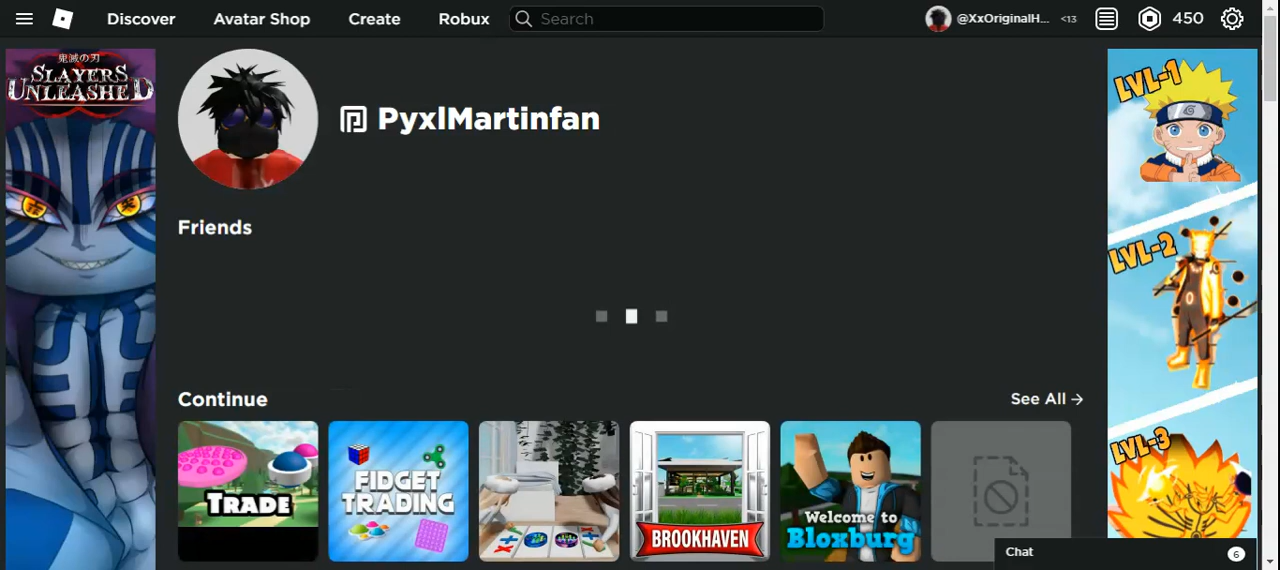 Discover Avatar Shop Create Robux Search @XxOriginalH... <13 450
鬼滅の刃
SLAYERS
UNLEASHED
PyxlMartinfan
LVL-1
Friends
LVL-2
Continue See All →
LVL-3
TRADE
FIDGET
TRADING
BROOKHAVEN
Welcome to
Bloxburg
Chat 6